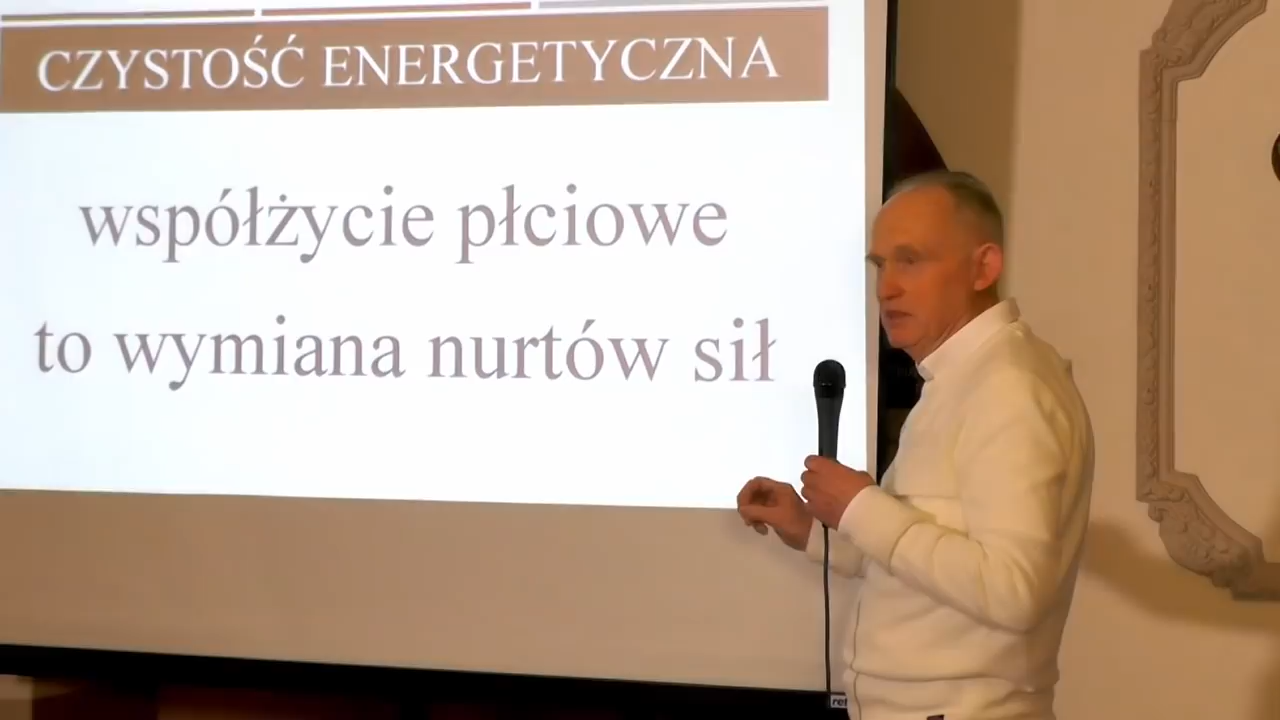 CZYSTOŚĆ ENERGETYCZNA
współżycie płciowe
to wymiana nurtów sił